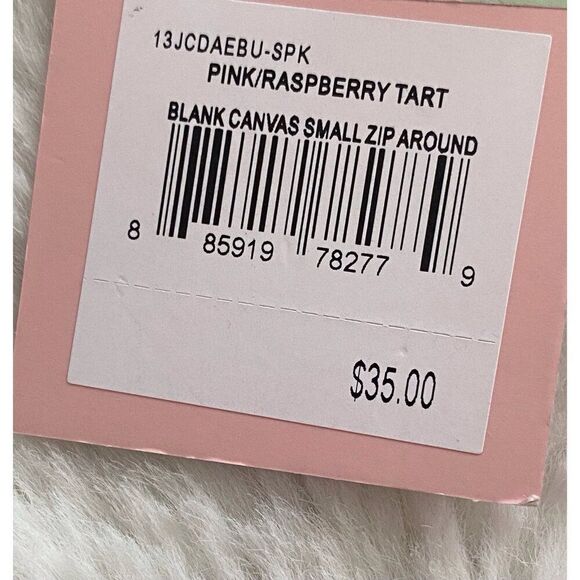 13JCDAEBU-SPK
PINK/RASPBERRY TART
BLANK CANVAS SMALL ZIP AROUND
8 85919 78277 9
$35.00